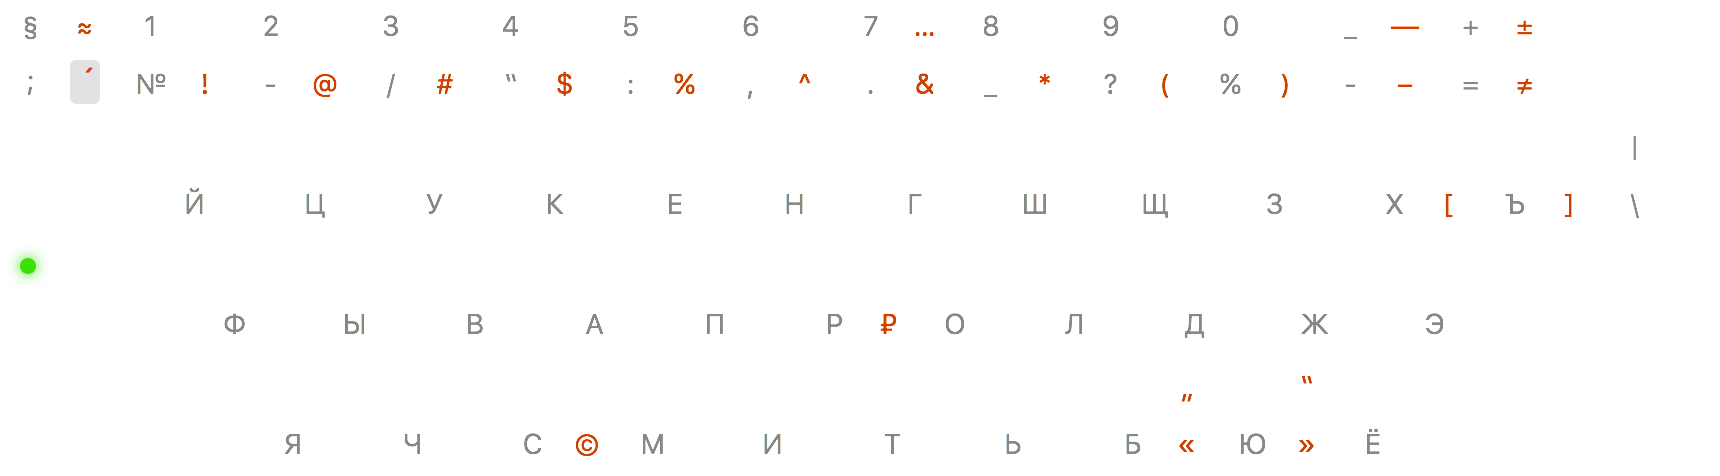 § ≈ 1 2 3 4 5 6 7 … 8 9 0 _ — + ±
; ´ № ! - @ / # “ $ : % , ^ . & _ * ? ( % ) - – = ≠
|
Й Ц У К Е Н Г Ш Щ З Х [ Ъ ] \
Ф Ы В А П Р ₽ О Л Д Ж Э
„ “
Я Ч С © М И Т Ь Б « Ю » Ё